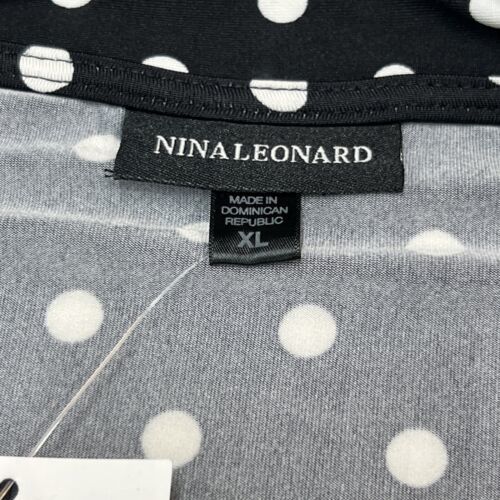 NINALEONARD
MADE IN
DOMINICAN
REPUBLIC
XL